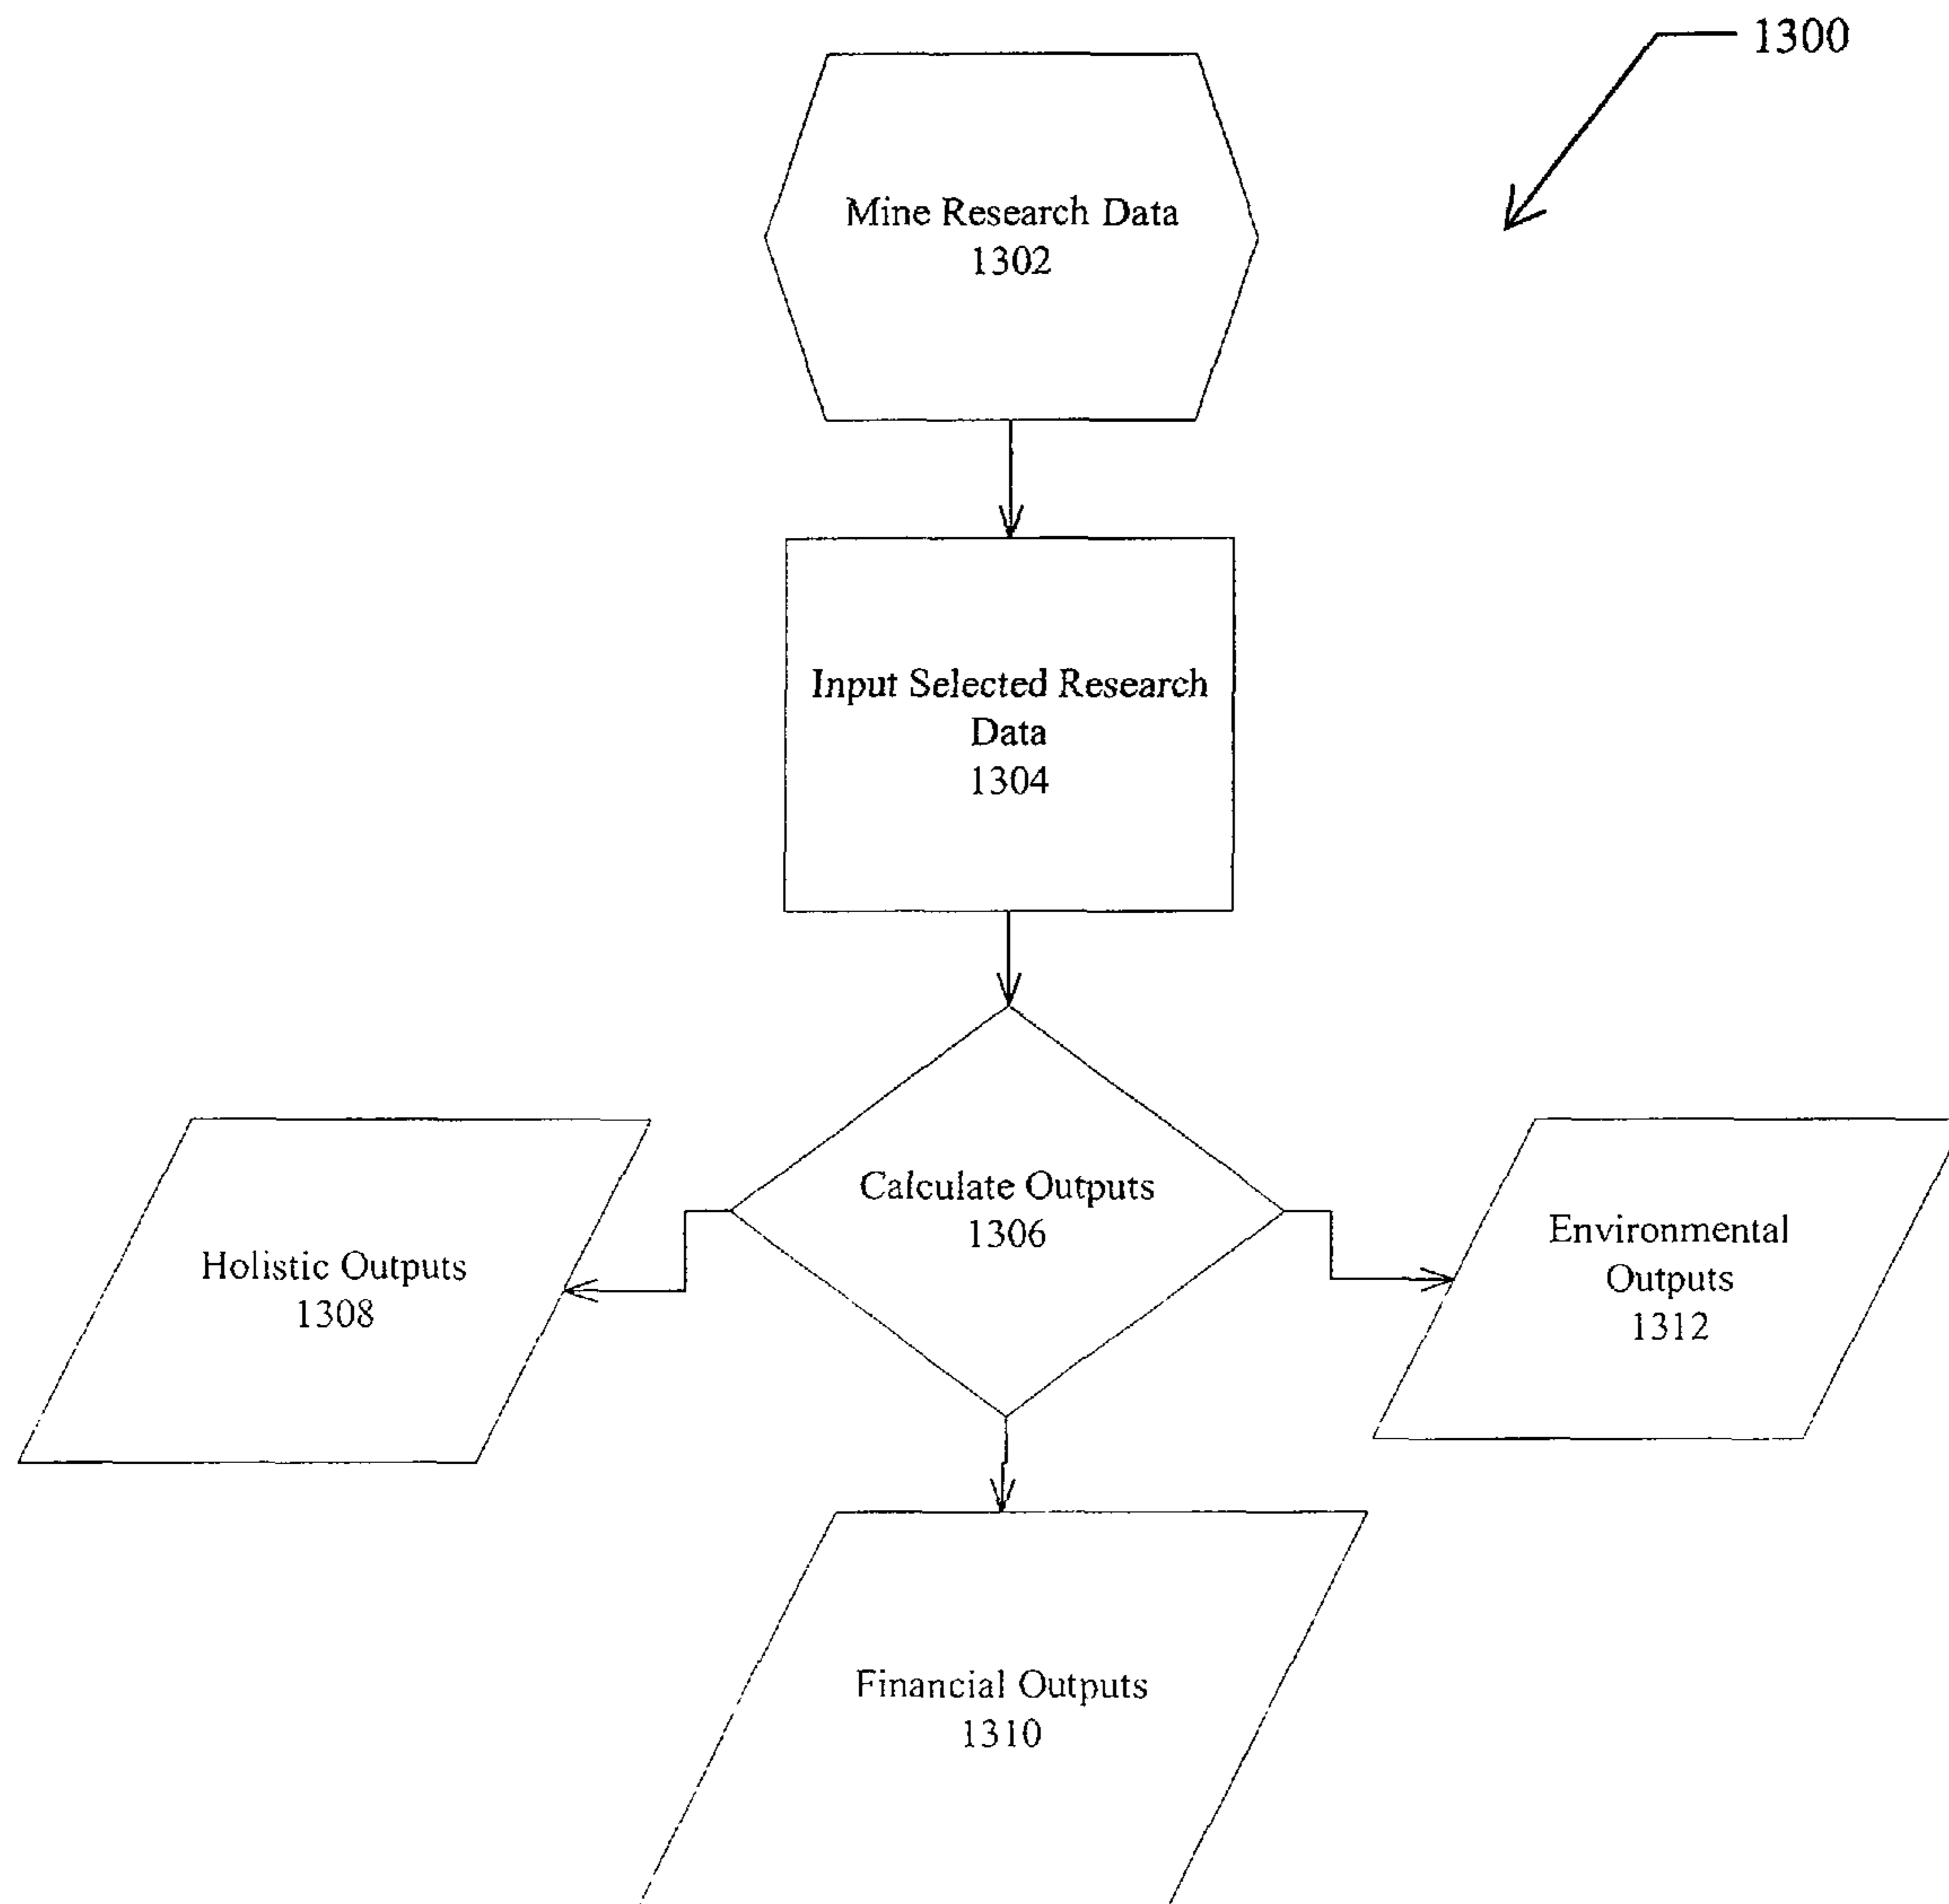 1300
Mine Research Data
1302
Input Selected Research
Data
1304
Calculate Outputs
1306
Holistic Outputs
1308
Environmental
Outputs
1312
Financial Outputs
1310